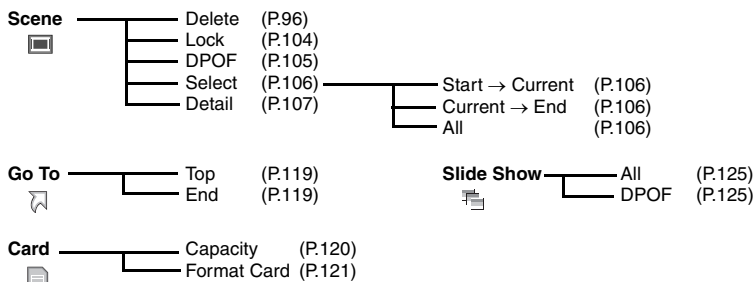 Scene Delete (P.96)
Lock (P.104)
DPOF (P.105)
Select (P.106) Start → Current (P.106)
Detail (P.107) Current → End (P.106)
All (P.106)
Go To Top (P.119) Slide Show All (P.125)
End (P.119) DPOF (P.125)
Card Capacity (P.120)
Format Card (P.121)